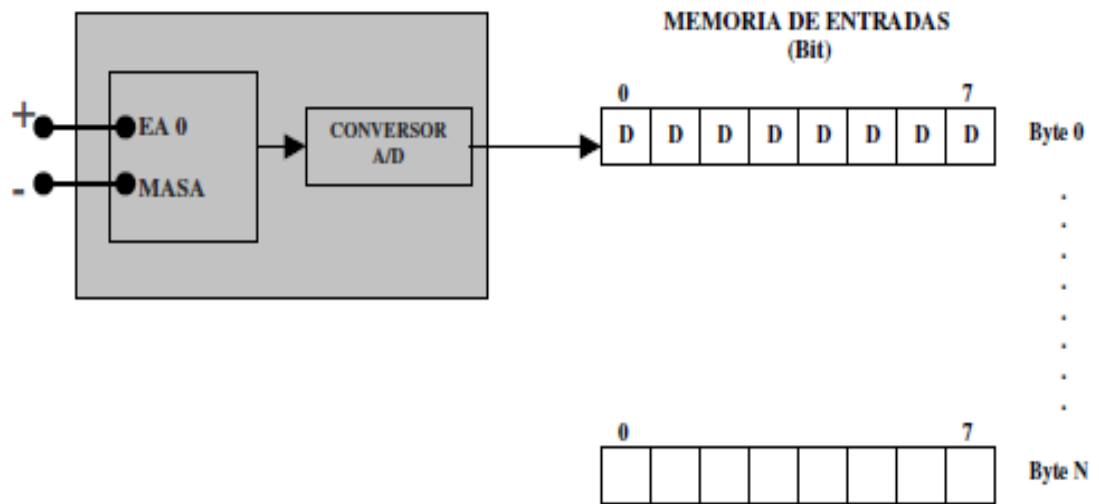 MEMORIA DE ENTRADAS
(Bit)
0 7
+ EA 0
CONVERSOR
A/D
D D D D D D D D
Byte 0
- MASA
0 7
Byte N